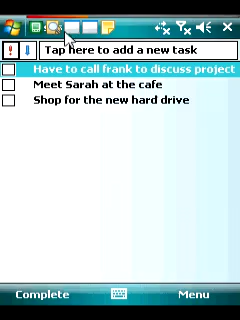 Tap here to add a new task
Have to call frank to discuss project
Meet Sarah at the cafe
Shop for the new hard drive
Complete
Menu